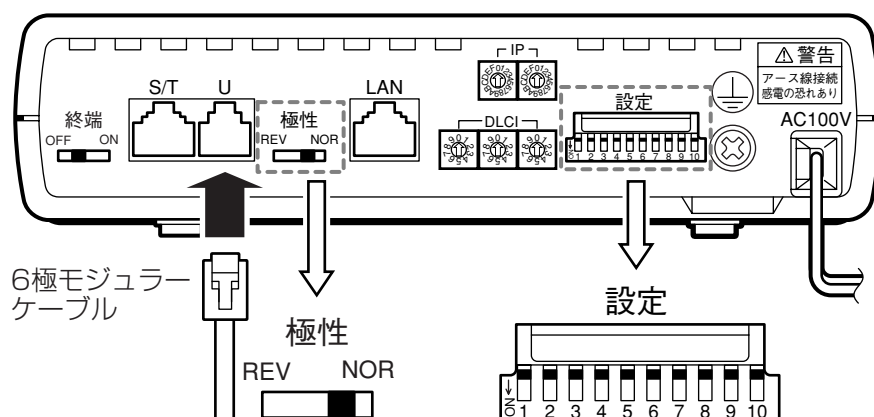 IP
警告
アース線接続
感電の恐れあり
S/T
U
LAN
設定
終端
OFF
ON
極性
REV
NOR
DLCI
AC100V
1 2 3 4 5 6 7 8 9 10
6極モジュラー
ケーブル
極性
REV
NOR
設定
ON
1 2 3 4 5 6 7 8 9 10